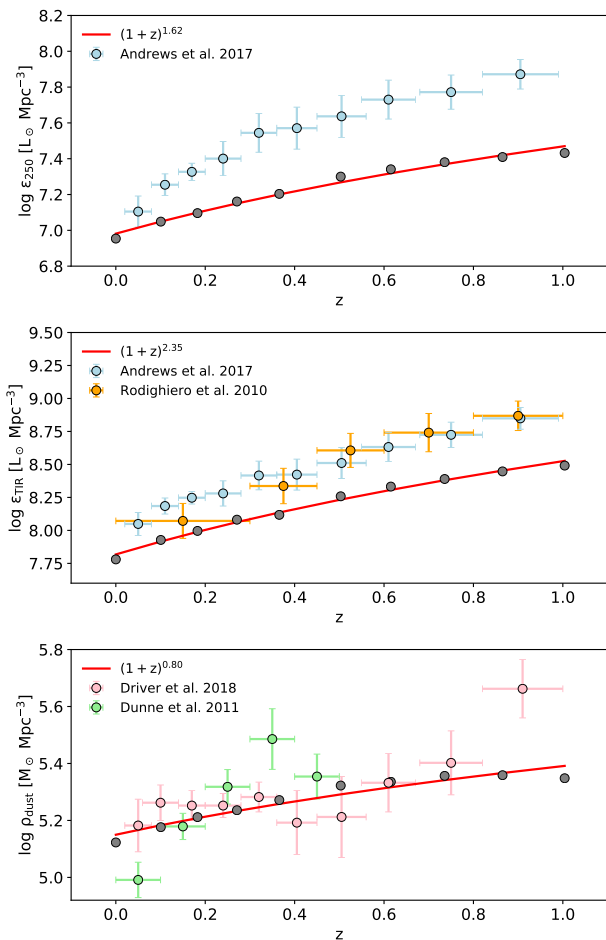 8.2
8.0
7.8
7.6
7.4
7.2
7.0
6.8
log ε₂₅₀ [L⊙ Mpc⁻³]
(1 + z)¹·⁶²
Andrews et al. 2017
0.0 0.2 0.4 0.6 0.8 1.0
z
9.50
9.25
9.00
8.75
8.50
8.25
8.00
7.75
log ε_TIR [L⊙ Mpc⁻³]
(1 + z)²·³⁵
Andrews et al. 2017
Rodighiero et al. 2010
0.0 0.2 0.4 0.6 0.8 1.0
z
5.8
5.6
5.4
5.2
5.0
log ρ_dust [M⊙ Mpc⁻³]
(1 + z)⁰·⁸⁰
Driver et al. 2018
Dunne et al. 2011
0.0 0.2 0.4 0.6 0.8 1.0
z